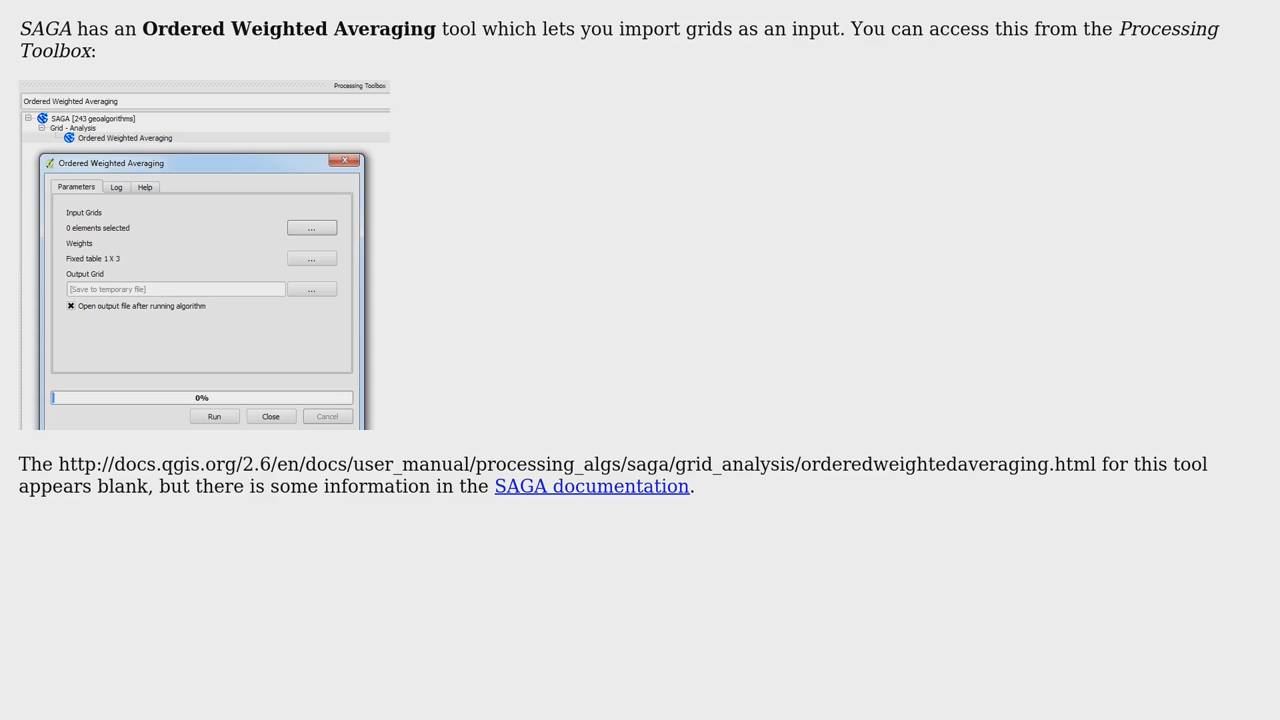 SAGA has an Ordered Weighted Averaging tool which lets you import grids as an input. You can access this from the Processing
Toolbox:
Processing Toolbox
Ordered Weighted Averaging
SAGA [243 geoalgorithms]
Grid - Analysis
Ordered Weighted Averaging
Ordered Weighted Averaging
Parameters Log Help
Input Grids
0 elements selected ...
Weights
Fixed table 1 X 3 ...
Output Grid
[Save to temporary file] ...
Open output file after running algorithm
0%
Run Close Cancel
The http://docs.qgis.org/2.6/en/docs/user_manual/processing_algs/saga/grid_analysis/orderedweightedaveraging.html for this tool
appears blank, but there is some information in the SAGA documentation.